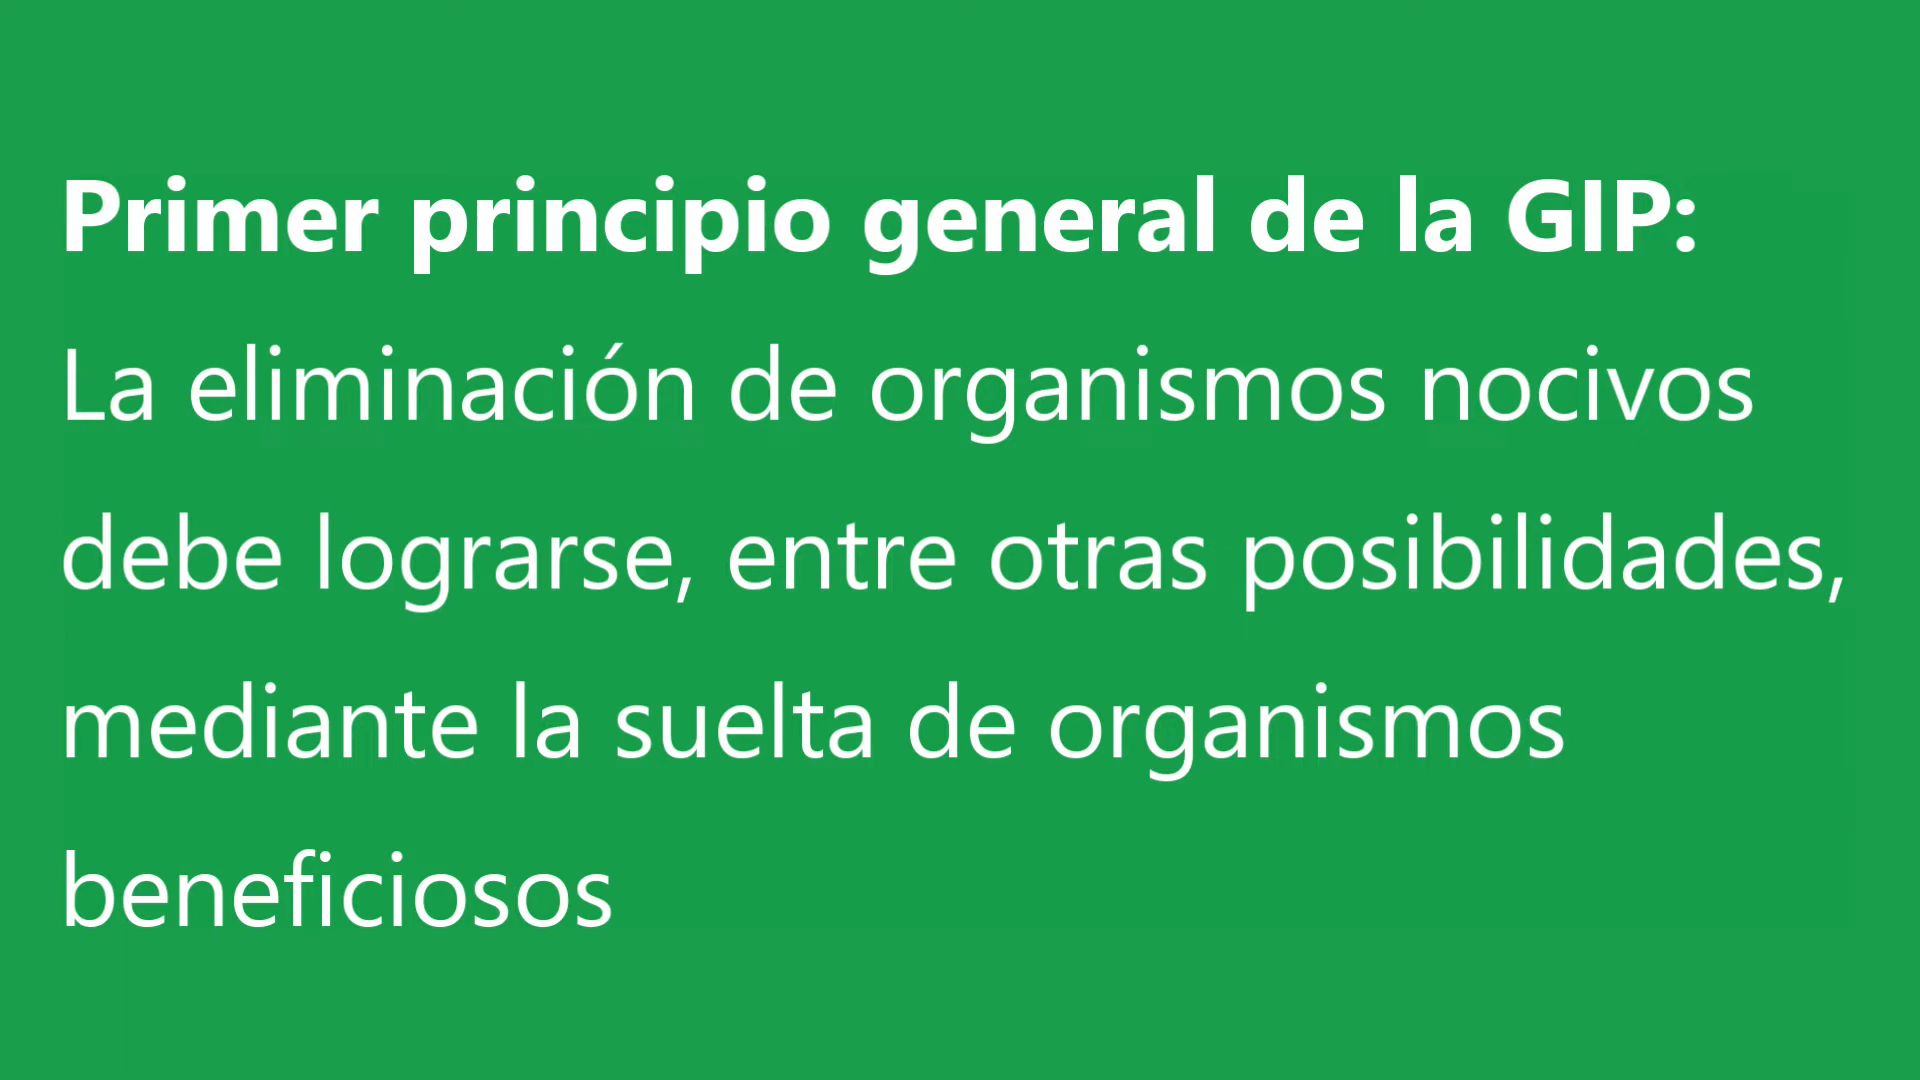 Primer principio general de la GIP:
La eliminación de organismos nocivos
debe lograrse, entre otras posibilidades,
mediante la suelta de organismos
beneficiosos